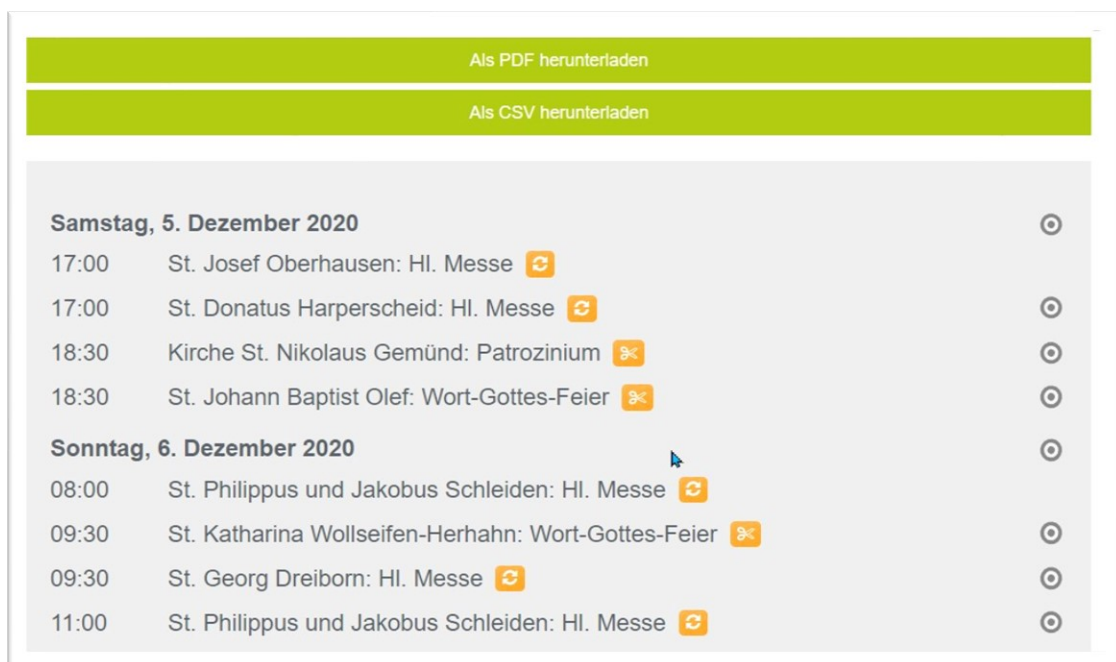 Als PDF herunterladen
Als CSV herunterladen
Samstag, 5. Dezember 2020
17:00 St. Josef Oberhausen: Hl. Messe
17:00 St. Donatus Harperscheid: Hl. Messe
18:30 Kirche St. Nikolaus Gemünd: Patrozinium
18:30 St. Johann Baptist Olef: Wort-Gottes-Feier
Sonntag, 6. Dezember 2020
08:00 St. Philippus und Jakobus Schleiden: Hl. Messe
09:30 St. Katharina Wollseifen-Herhahn: Wort-Gottes-Feier
09:30 St. Georg Dreiborn: Hl. Messe
11:00 St. Philippus und Jakobus Schleiden: Hl. Messe